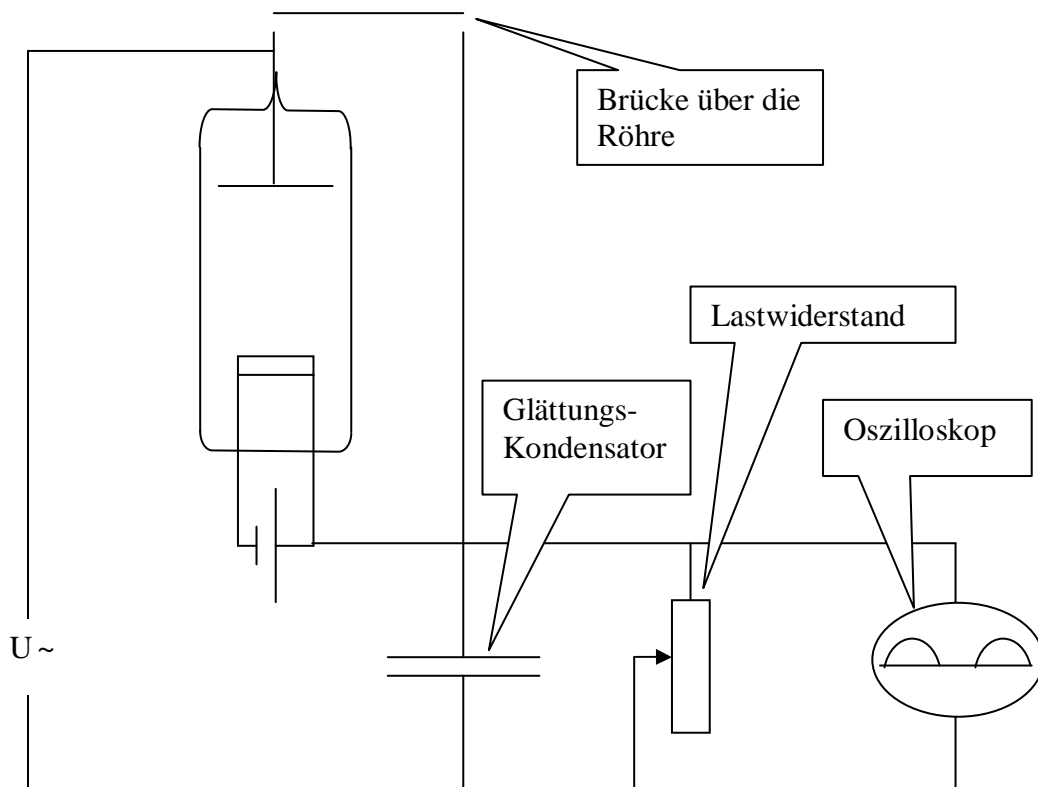 Brücke über die
Röhre
Lastwiderstand
Glättungs-
Kondensator
Oszilloskop
U ~